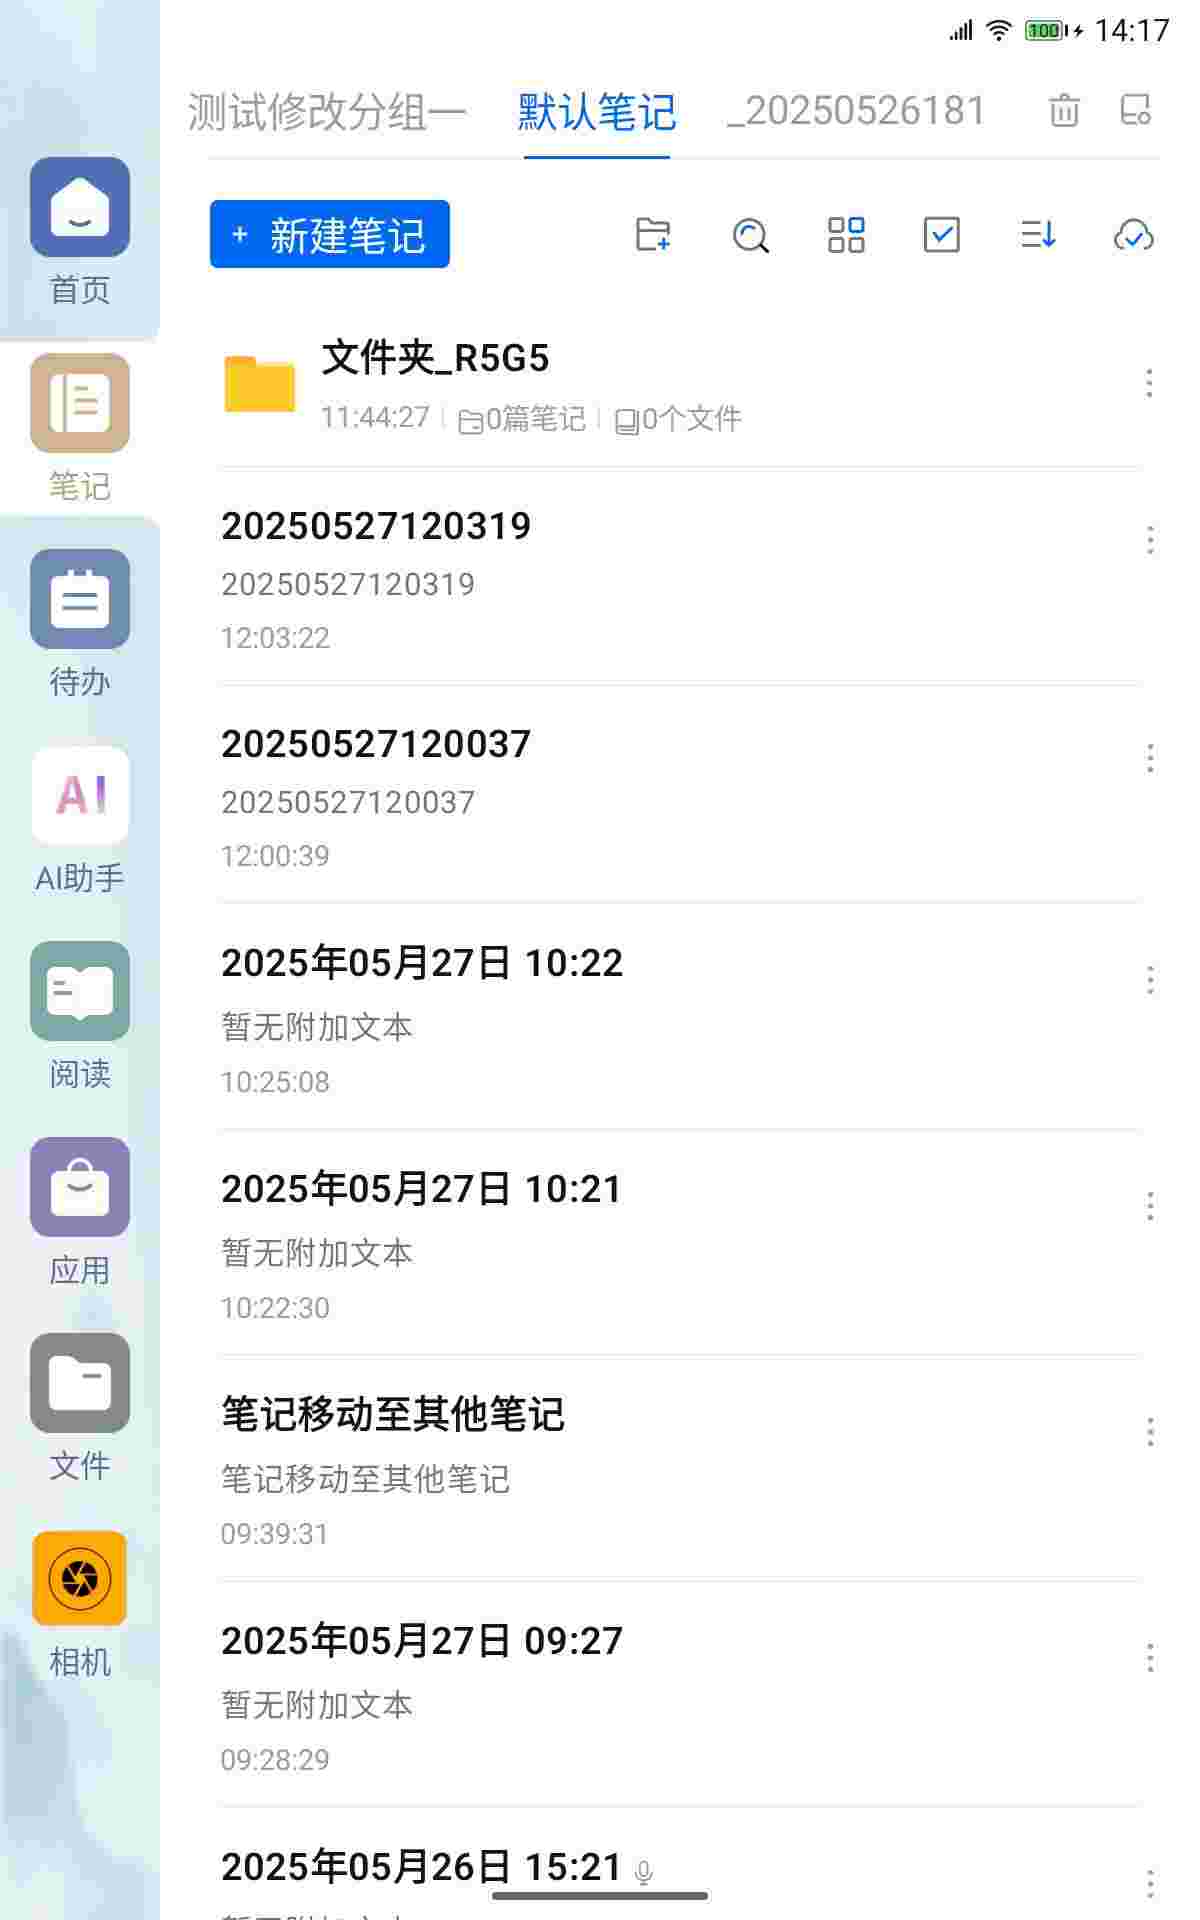 100 14:17
测试修改分组一 默认笔记 _20250526181
+ 新建笔记
首页
笔记
待办
AI
AI助手
阅读
应用
文件
相机
文件夹_R5G5
11:44:27 0篇笔记 0个文件
20250527120319
20250527120319
12:03:22
20250527120037
20250527120037
12:00:39
2025年05月27日 10:22
暂无附加文本
10:25:08
2025年05月27日 10:21
暂无附加文本
10:22:30
笔记移动至其他笔记
笔记移动至其他笔记
09:39:31
2025年05月27日 09:27
暂无附加文本
09:28:29
2025年05月26日 15:21